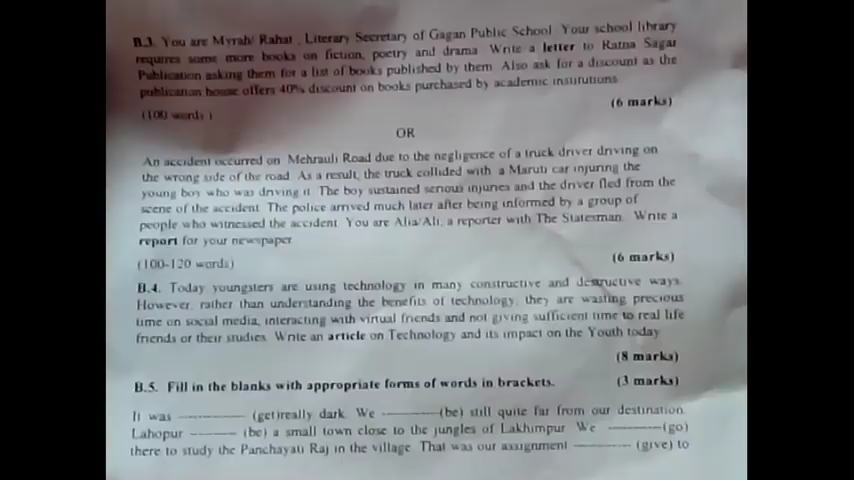 B.3. You are Myrah/ Rahat , Literary Secretary of Gagan Public School. Your school library
requires some more books on fiction, poetry and drama. Write a letter to Ratna Sagar
Publication asking them for a list of books published by them. Also ask for a discount as the
publication house offers 40% discount on books purchased by academic institutions.
(6 marks)
(100 words )
OR
An accident occurred on Mehrauli Road due to the negligence of a truck driver driving on
the wrong side of the road. As a result, the truck collided with a Maruti car injuring the
young boy who was driving it. The boy sustained serious injuries and the driver fled from the
scene of the accident. The police arrived much later after being informed by a group of
people who witnessed the accident. You are Alia/Ali, a reporter with The Statesman. Write a
report for your newspaper.
(6 marks)
(100-120 words)
B.4. Today youngsters are using technology in many constructive and destructive ways.
However, rather than understanding the benefits of technology, they are wasting precious
time on social media, interacting with virtual friends and not giving sufficient time to real life
friends or their studies. Write an article on Technology and its impact on the Youth today.
(8 marks)
B.5. Fill in the blanks with appropriate forms of words in brackets. (3 marks)
It was ---------- (get)really dark. We ----------(be) still quite far from our destination.
Lahopur -------- (be) a small town close to the jungles of Lakhimpur. We ---------(go)
there to study the Panchayati Raj in the village. That was our assignment ---------- (give) to